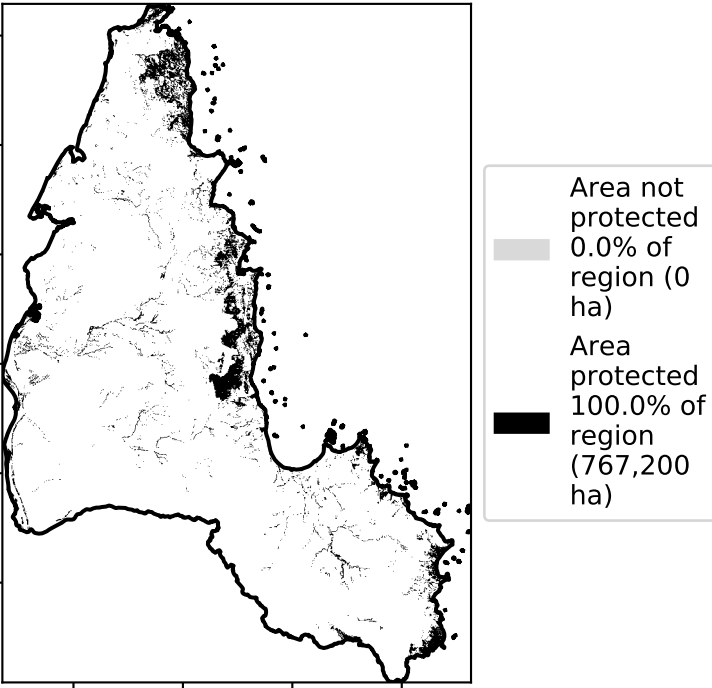 Area not
protected
0.0% of
region (0
ha)
Area
protected
100.0% of
region
(767,200
ha)